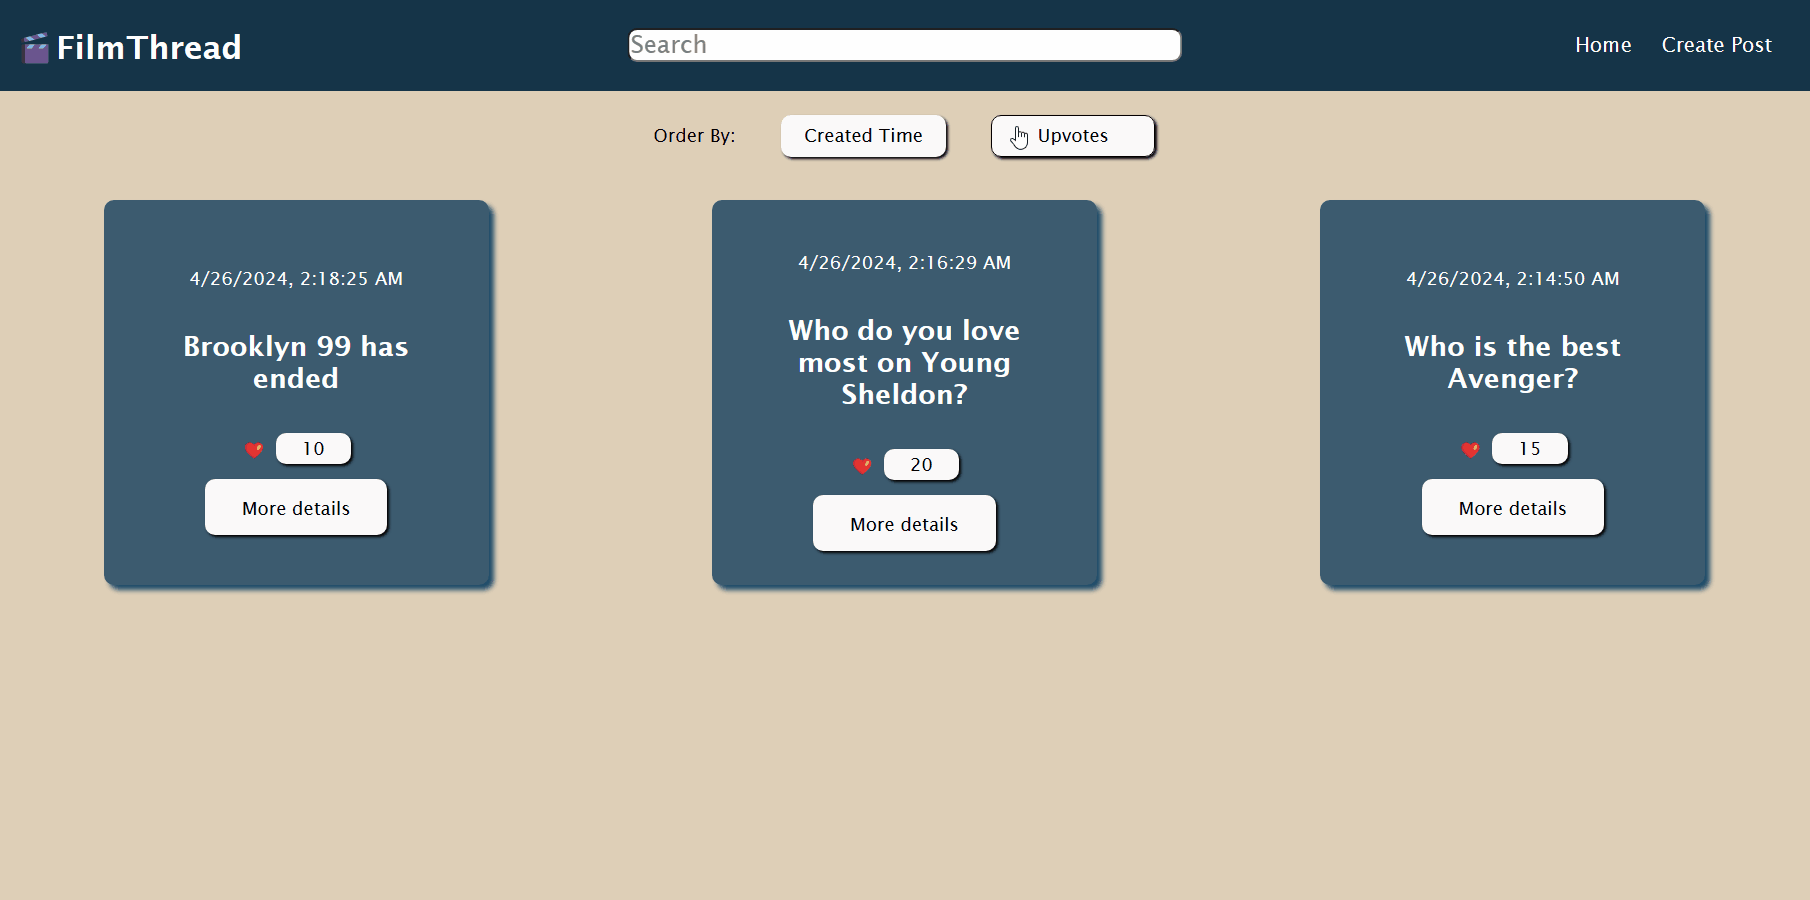 FilmThread
Search
Home
Create Post
Order By:
Created Time
Upvotes
4/26/2024, 2:18:25 AM
Brooklyn 99 has
ended
10
More details
4/26/2024, 2:16:29 AM
Who do you love
most on Young
Sheldon?
20
More details
4/26/2024, 2:14:50 AM
Who is the best
Avenger?
15
More details